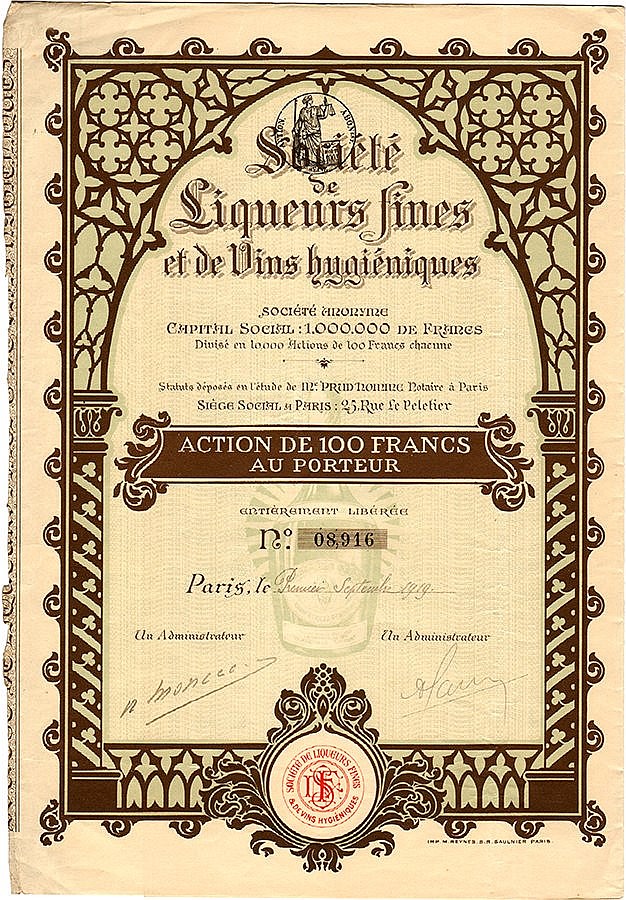 Société
de
Liqueurs fines
et de Vins hygiéniques
SOCIÉTÉ ANONYME
CAPITAL SOCIAL : 1.000.000 DE FRANCS
Divisé en 10.000 Actions de 100 Francs chacune
Statuts déposés en l'étude de Me. PRUD'HOMME Notaire à Paris
SIÈGE SOCIAL A PARIS : 25, Rue Le Peletier
ACTION DE 100 FRANCS
AU PORTEUR
ENTIÈREMENT LIBÉRÉE
No. 08,916
Paris, le Premier Septembre 1919
Un Administrateur Un Administrateur
SOCIÉTÉ DE LIQUEURS FINES
& DE VINS HYGIÉNIQUES
IMP. M. REYNES. 8. R. SAULNIER PARIS.